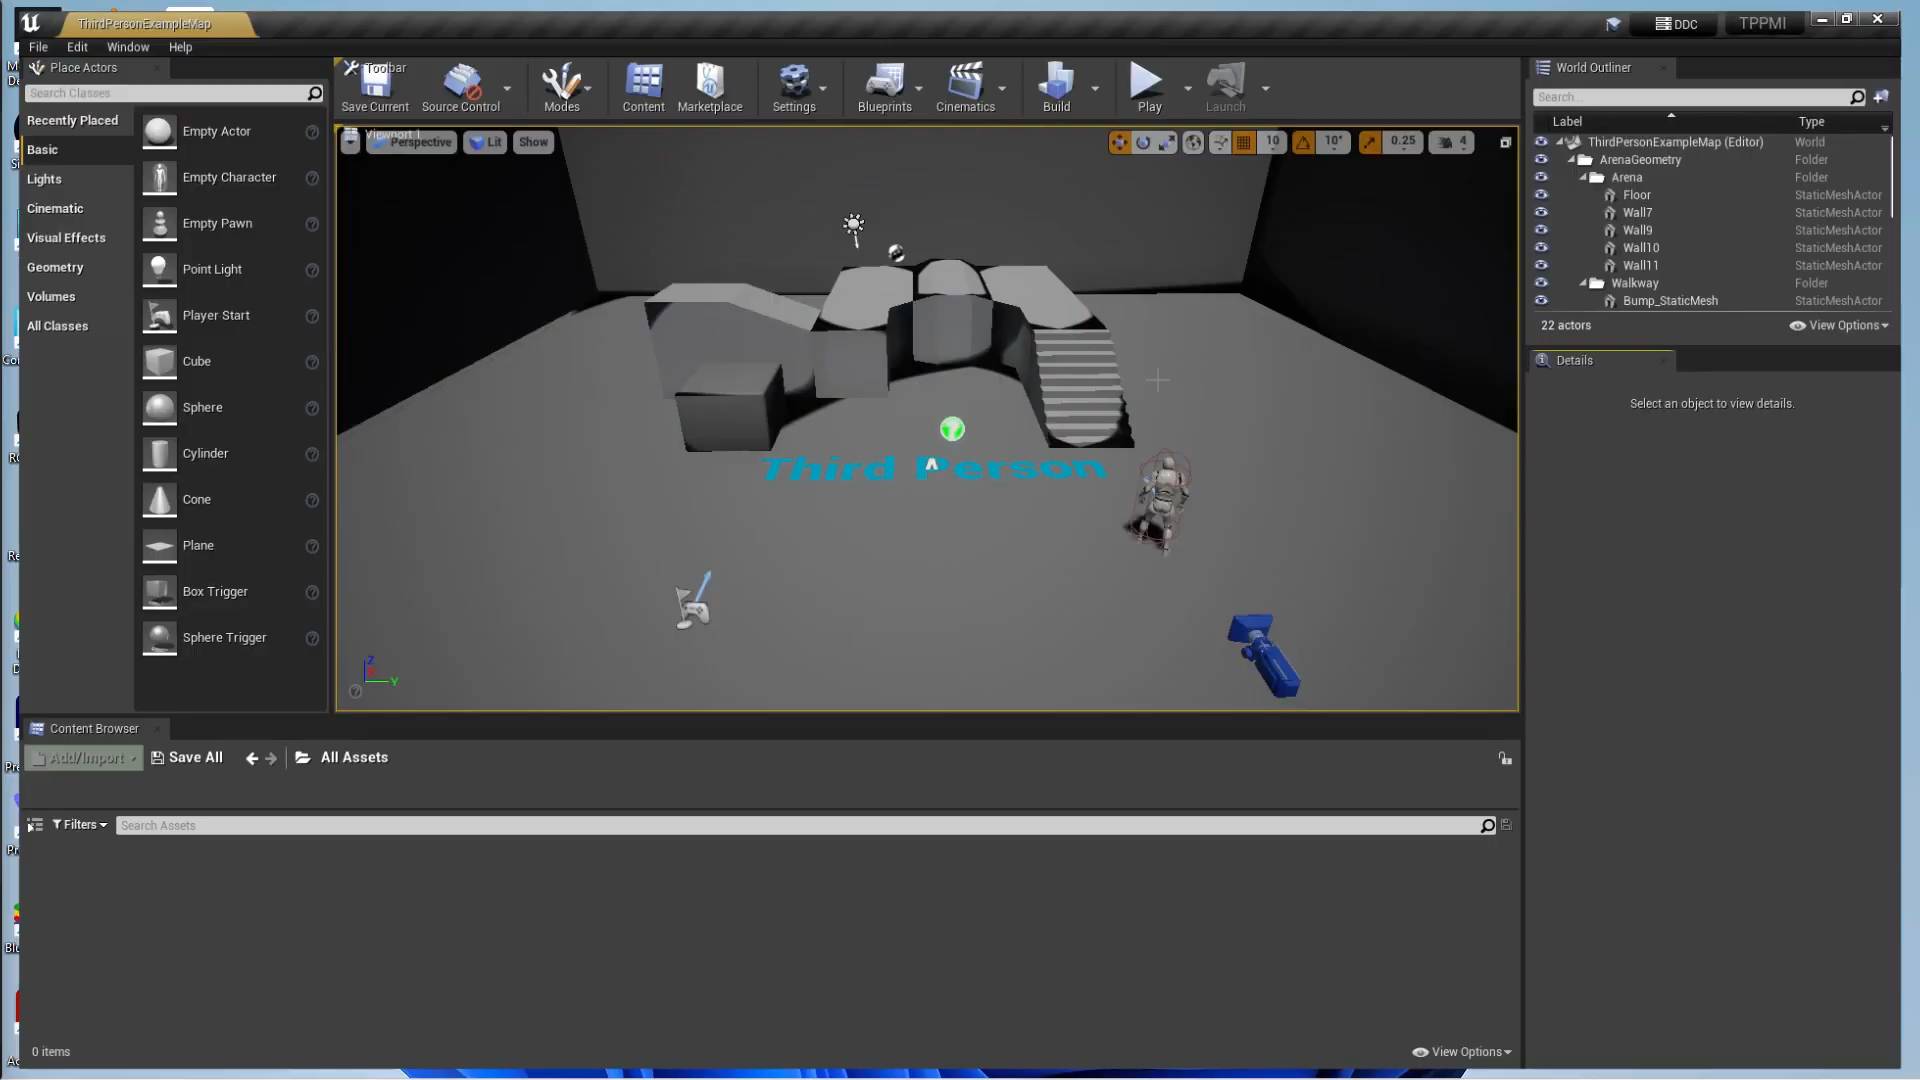 ThirdPersonExampleMap
DDC
TPPMI
File Edit Window Help
Place Actors
Search Classes
Recently Placed
Basic
Lights
Cinematic
Visual Effects
Geometry
Volumes
All Classes
Empty Actor
Empty Character
Empty Pawn
Point Light
Player Start
Cube
Sphere
Cylinder
Cone
Plane
Box Trigger
Sphere Trigger
Toolbar
Save Current
Source Control
Modes
Content
Marketplace
Settings
Blueprints
Cinematics
Build
Play
Launch
Viewport 1
Perspective
Lit
Show
10
10°
0.25
4
Third Person
Z
Y
World Outliner
Search...
Label Type
ThirdPersonExampleMap (Editor) World
ArenaGeometry Folder
Arena Folder
Floor StaticMeshActor
Wall7 StaticMeshActor
Wall9 StaticMeshActor
Wall10 StaticMeshActor
Wall11 StaticMeshActor
Walkway Folder
Bump_StaticMesh StaticMeshActor
22 actors
View Options
Details
Select an object to view details.
Content Browser
Add/Import
Save All
All Assets
Filters
Search Assets
0 items
View Options